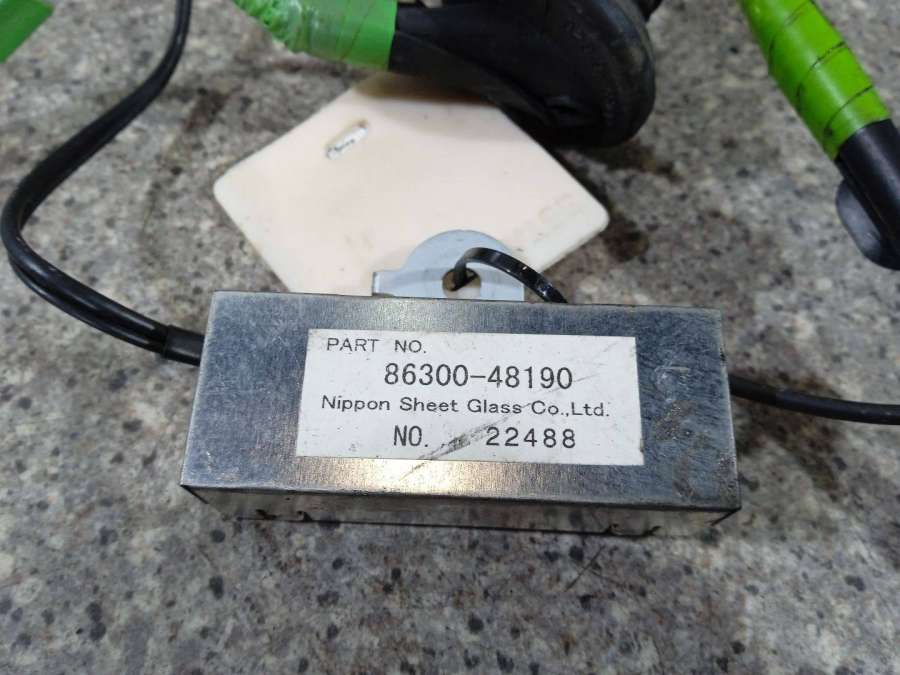 PART NO.
86300-48190
Nippon Sheet Glass Co.,Ltd.
NO. 22488